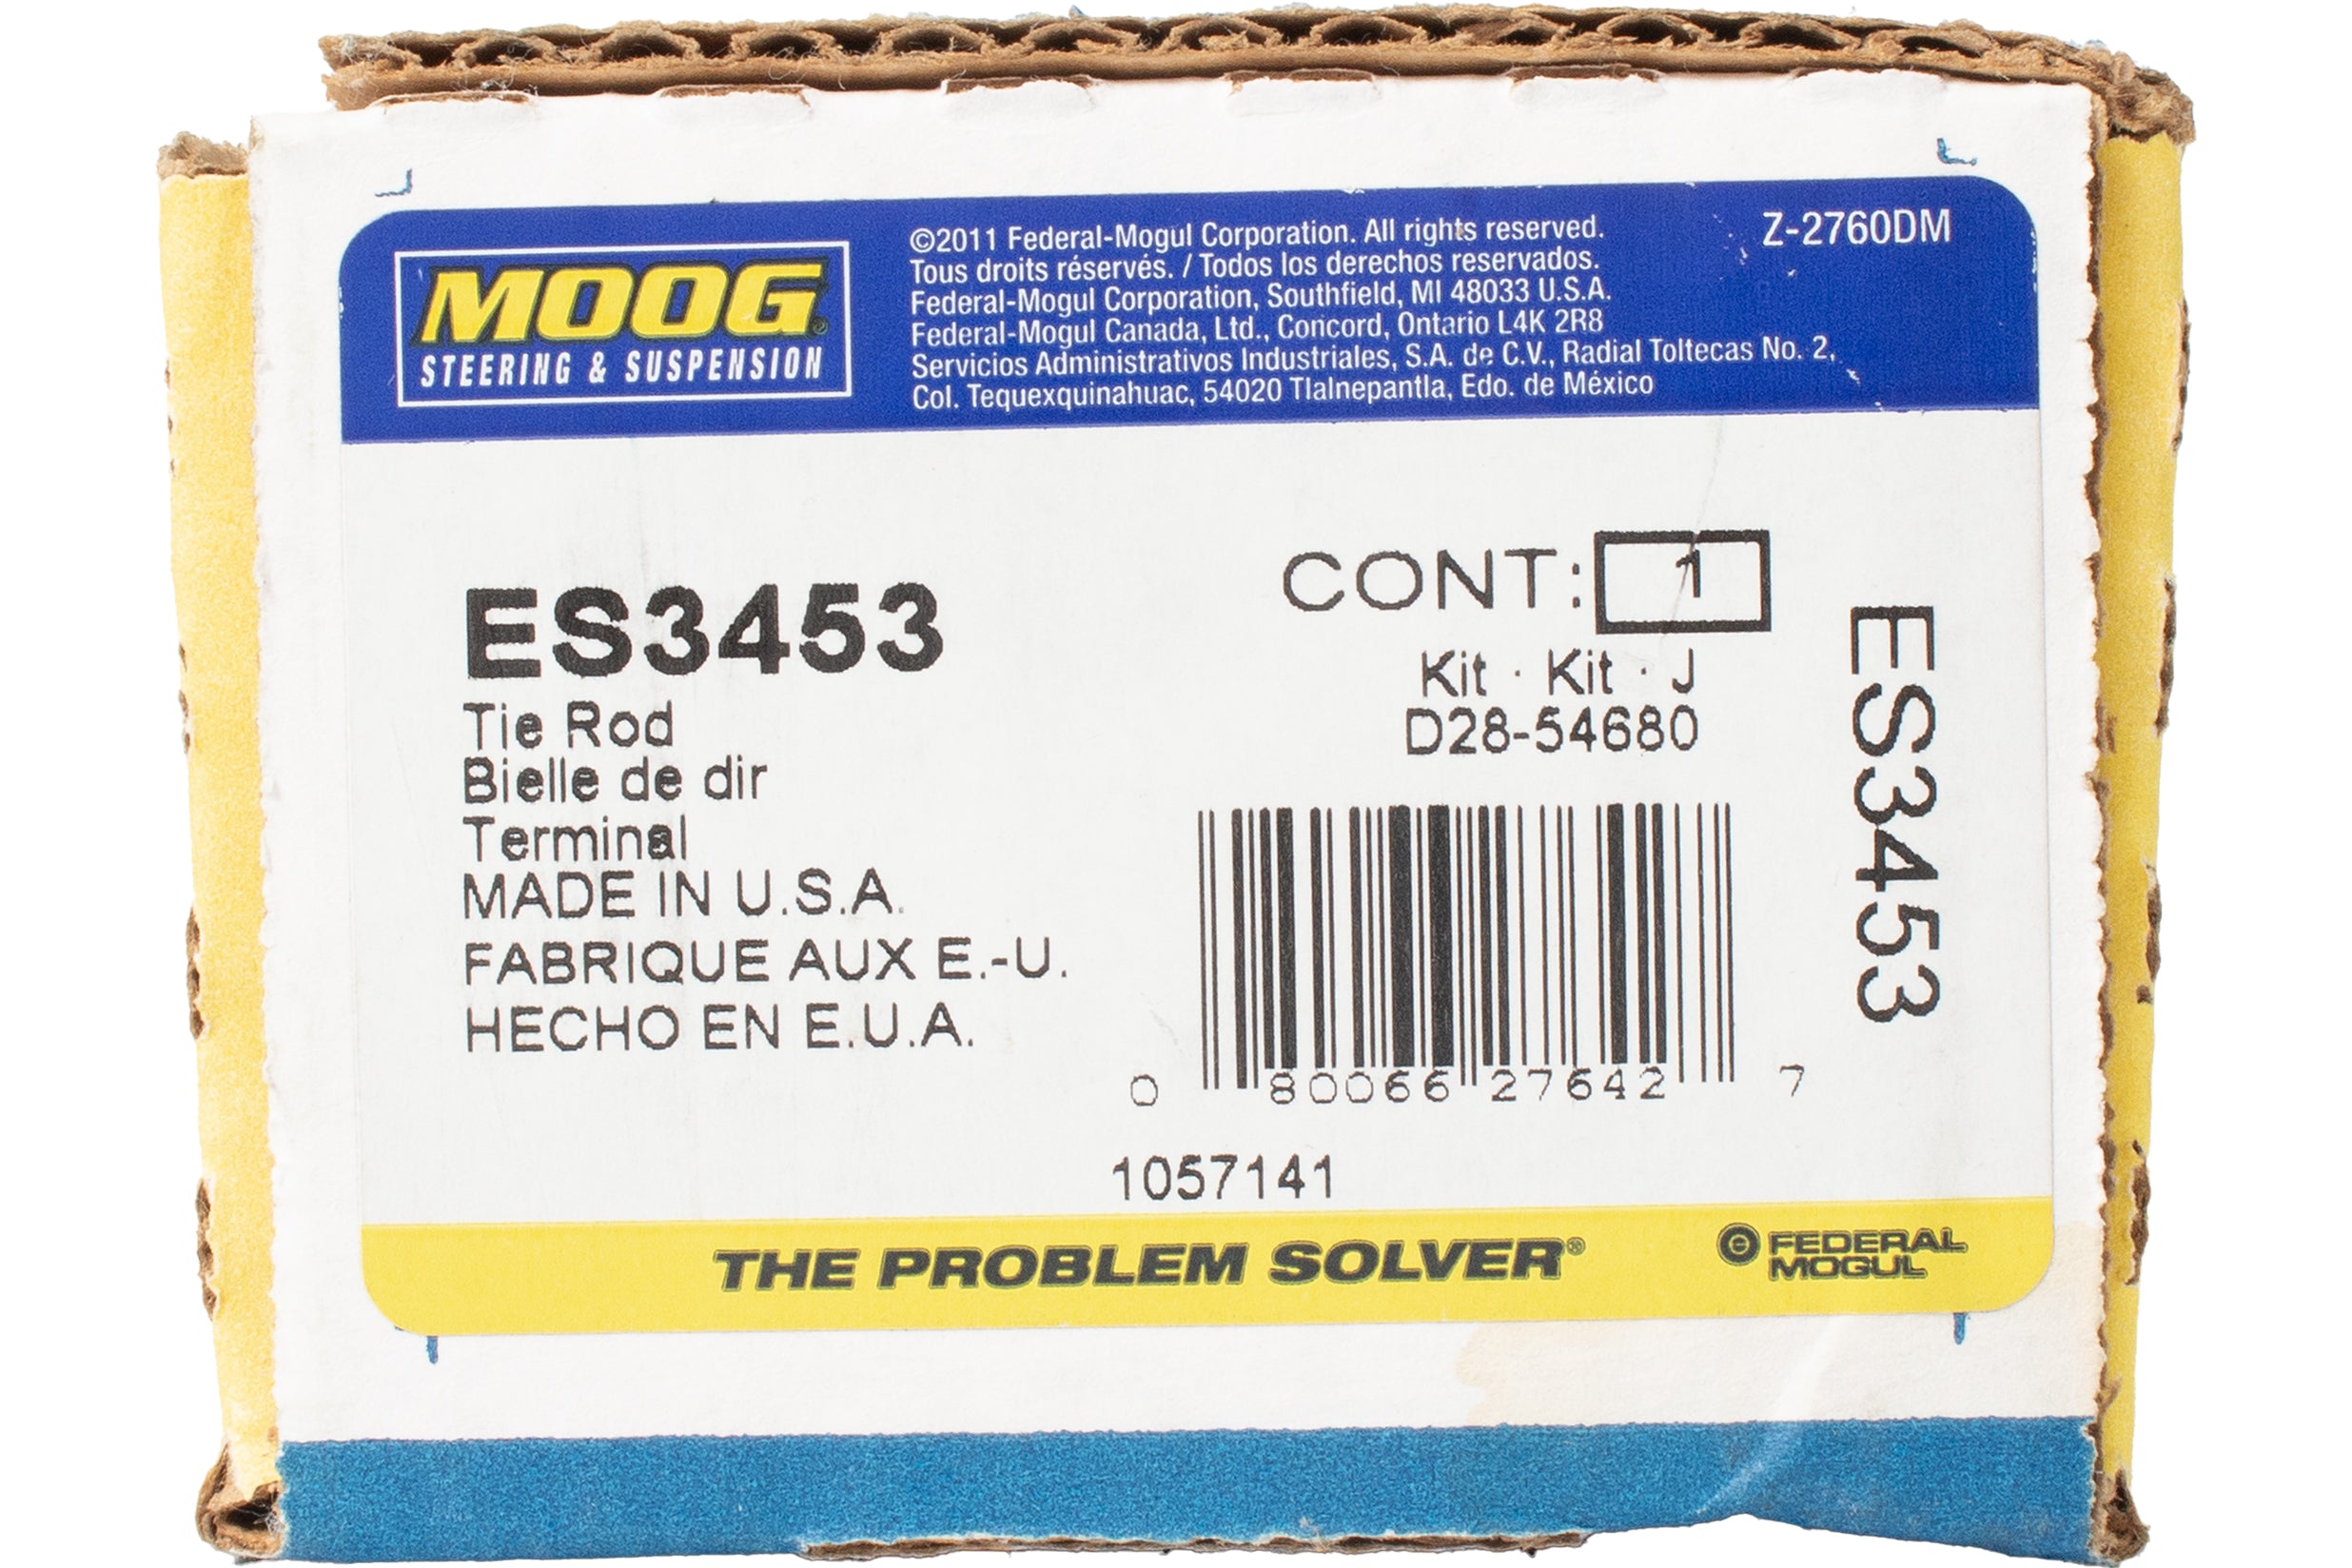 MOOG®
STEERING & SUSPENSION
©2011 Federal-Mogul Corporation. All rights reserved.
Tous droits réservés. / Todos los derechos reservados.
Federal-Mogul Corporation, Southfield, MI 48033 U.S.A.
Federal-Mogul Canada, Ltd., Concord, Ontario L4K 2R8
Servicios Administrativos Industriales, S.A. de C.V., Radial Toltecas No. 2,
Col. Tequexquinahuac, 54020 Tlalnepantla, Edo. de México
Z-2760DM
ES3453
Tie Rod
Bielle de dir
Terminal
MADE IN U.S.A.
FABRIQUE AUX E.-U.
HECHO EN E.U.A.
CONT: 1
Kit · Kit · J
D28-54680
0 80066 27642 7
ES3453
1057141
THE PROBLEM SOLVER®
FEDERAL
MOGUL